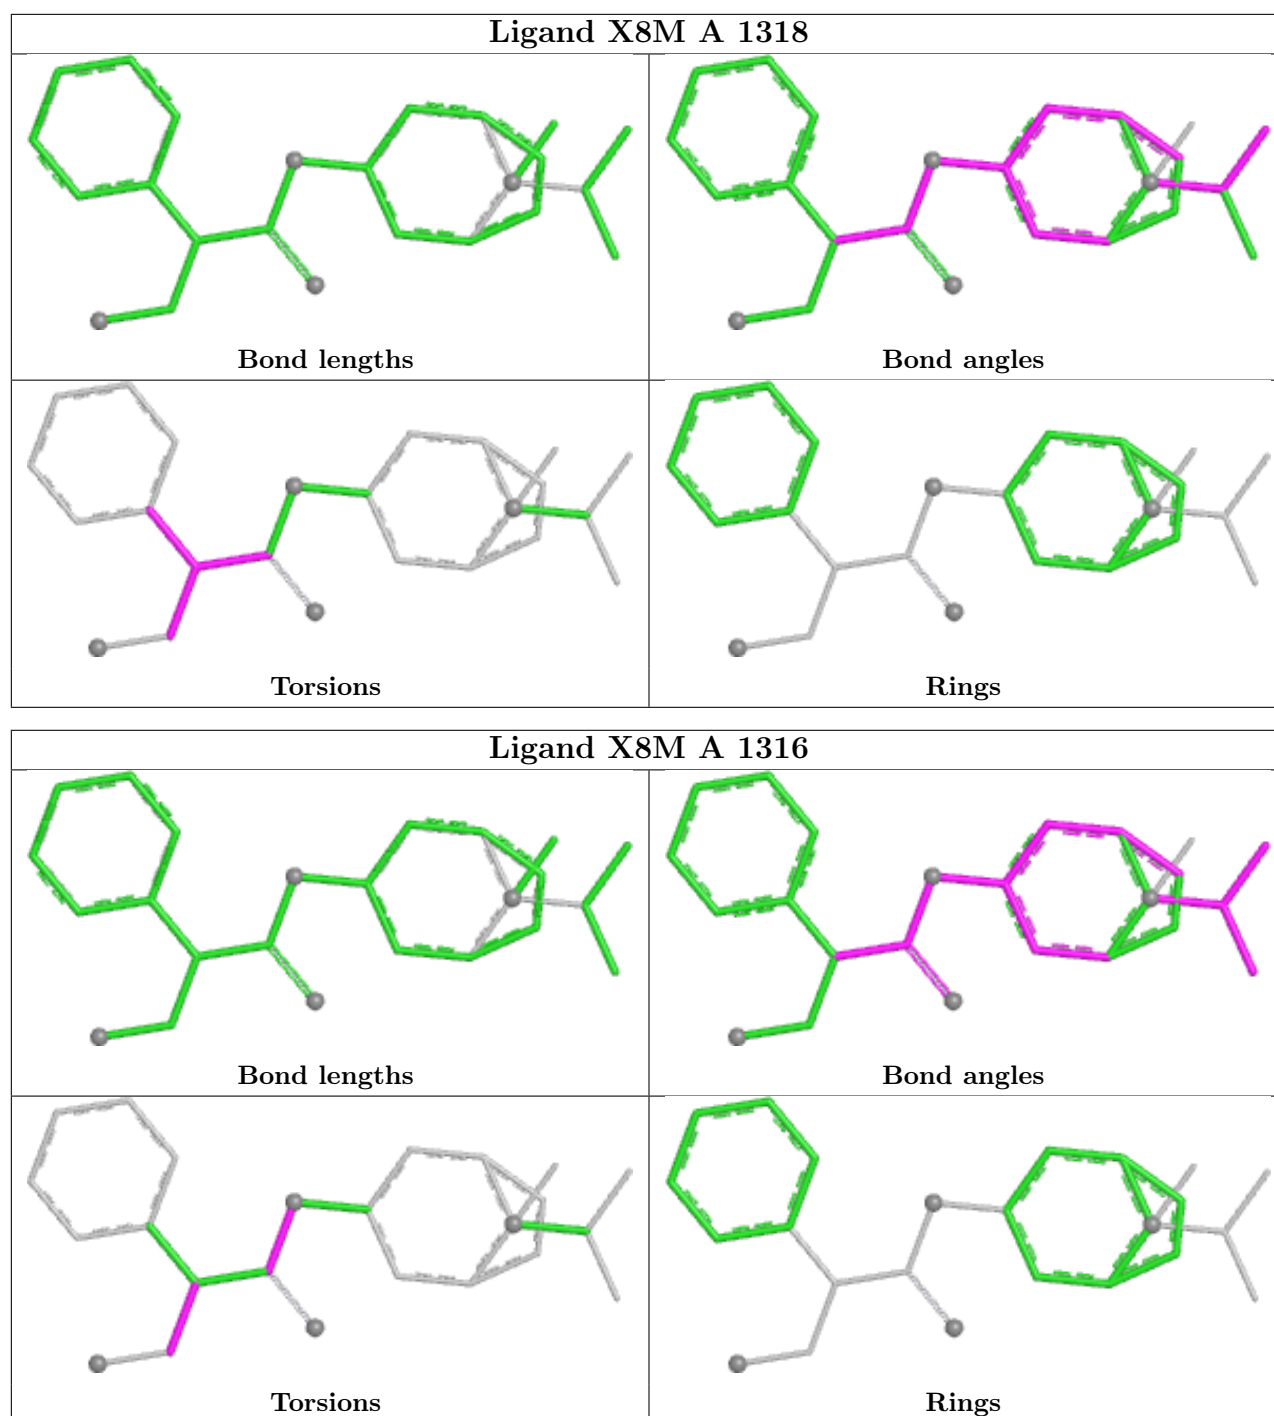 Ligand X8M A 1318
Bond lengths
Bond angles
Torsions
Rings
Ligand X8M A 1316
Bond lengths
Bond angles
Torsions
Rings